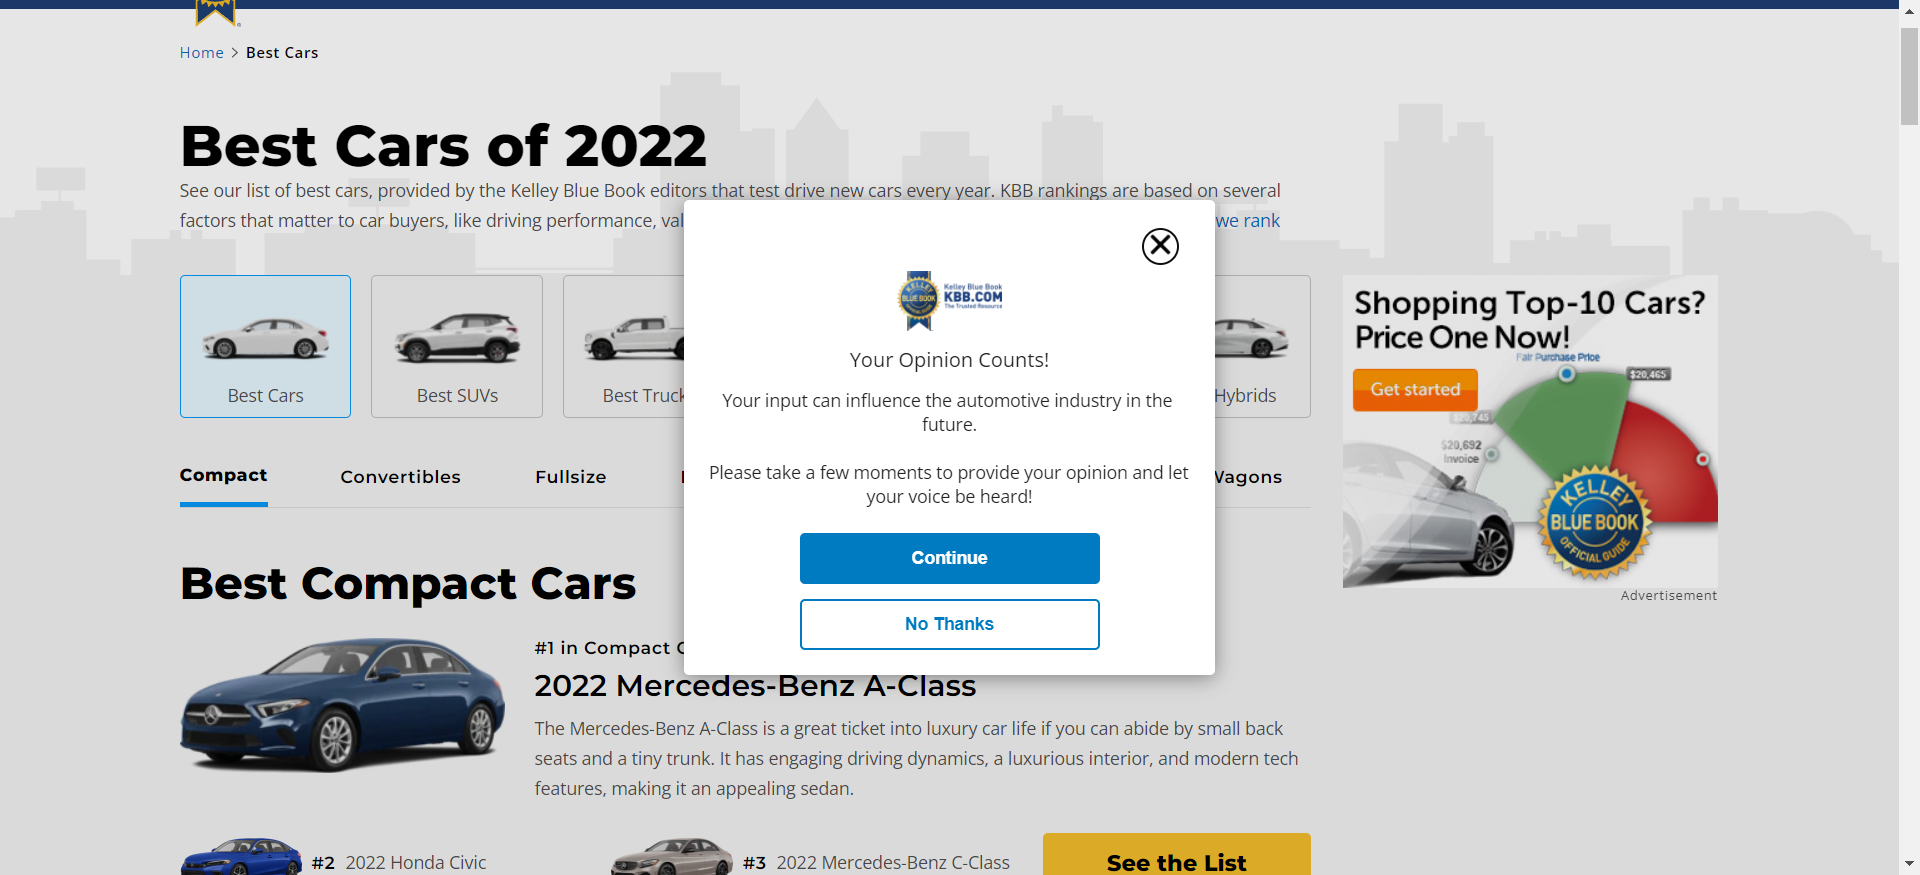 Home > Best Cars
Best Cars of 2022
See our list of best cars, provided by the Kelley Blue Book editors that test drive new cars every year. KBB rankings are based on several
factors that matter to car buyers, like driving performance, val
we rank
Best Cars
Best SUVs
Best Truck
Hybrids
Compact
Convertibles
Fullsize
Wagons
Best Compact Cars
#1 in Compact C
2022 Mercedes-Benz A-Class
The Mercedes-Benz A-Class is a great ticket into luxury car life if you can abide by small back
seats and a tiny trunk. It has engaging driving dynamics, a luxurious interior, and modern tech
features, making it an appealing sedan.
#2 2022 Honda Civic
#3 2022 Mercedes-Benz C-Class
See the List
KELLEY
BLUE BOOK
Kelley Blue Book
KBB.COM
The Trusted Resource
Your Opinion Counts!
Your input can influence the automotive industry in the
future.
Please take a few moments to provide your opinion and let
your voice be heard!
Continue
No Thanks
Shopping Top-10 Cars?
Price One Now!
Fair Purchase Price
$20,465
Get started
$20,745
$20,692
Invoice
KELLEY
BLUE BOOK
OFFICIAL GUIDE
Advertisement